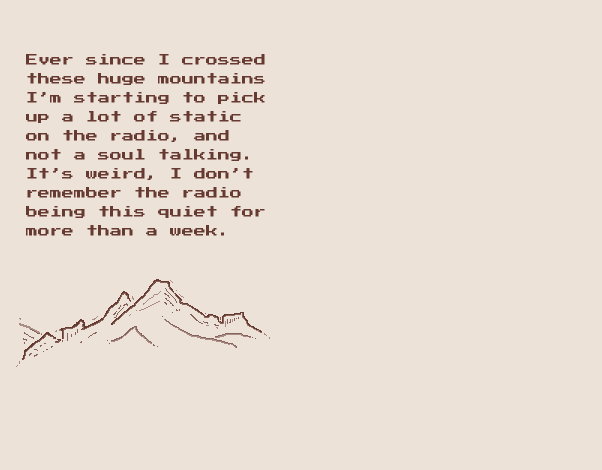 Ever since I crossed
these huge mountains
I'm starting to pick
up a lot of static
on the radio, and
not a soul talking.
It's weird, I don't
remember the radio
being this quiet for
more than a week.